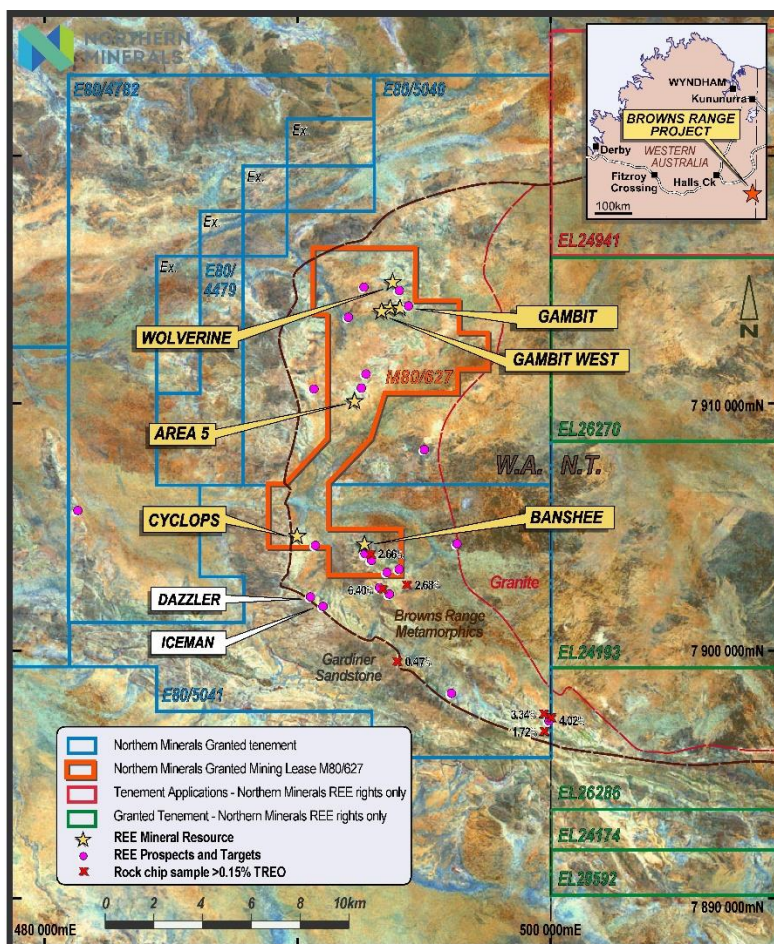 NORTHERN
MINERALS
E80/4782
E80/5040
WYNDHAM
Kununurra
BROWNS RANGE
PROJECT
Derby
WESTERN
AUSTRALIA
Fitzroy
Crossing
Halls Ck
100km
Ex.
Ex.
Ex.
Ex.
E80/
4479
EL24941
N
WOLVERINE
GAMBIT
GAMBIT WEST
M80/627
7 910 000mN
AREA 5
EL26270
W.A.
N.T.
CYCLOPS
BANSHEE
2.66%
DAZZLER
6.40%
2.68%
Granite
ICEMAN
Browns Range
Metamorphics
Gardiner
Sandstone
0.47%
EL24193
7 900 000mN
E80/5041
3.34%
4.02%
1.72%
Northern Minerals Granted tenement
Northern Minerals Granted Mining Lease M80/627
Tenement Applications - Northern Minerals REE rights only
Granted Tenement - Northern Minerals REE rights only
REE Mineral Resource
REE Prospects and Targets
Rock chip sample >0.15% TREO
EL26286
EL24174
EL29592
0 2 4 6 8 10km
480 000mE
500 000mE
7 890 000mN